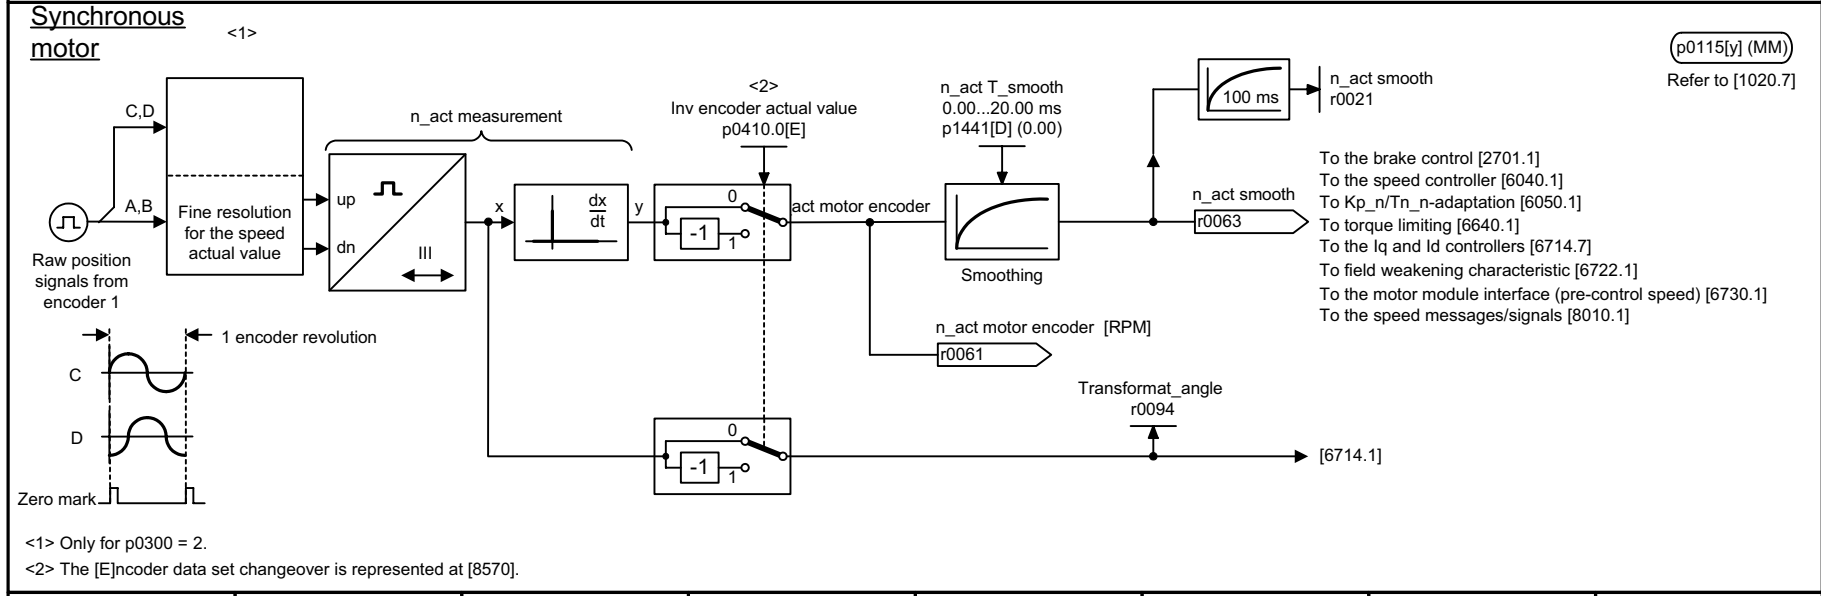 Synchronous
motor
<1>
C,D
A,B
Raw position
signals from
encoder 1
Fine resolution
for the speed
actual value
n_act measurement
up
dn
III
x
dx
dt
y
<2>
Inv encoder actual value
p0410.0[E]
0
-1
1
act motor encoder
n_act T_smooth
0.00...20.00 ms
p1441[D] (0.00)
Smoothing
100 ms
n_act smooth
r0021
p0115[y] (MM)
Refer to [1020.7]
n_act smooth
r0063
To the brake control [2701.1]
To the speed controller [6040.1]
To Kp_n/Tn_n-adaptation [6050.1]
To torque limiting [6640.1]
To the Iq and Id controllers [6714.7]
To field weakening characteristic [6722.1]
To the motor module interface (pre-control speed) [6730.1]
To the speed messages/signals [8010.1]
n_act motor encoder [RPM]
r0061
1 encoder revolution
C
D
Zero mark
0
-1
1
Transformat_angle
r0094
[6714.1]
<1> Only for p0300 = 2.
<2> The [E]ncoder data set changeover is represented at [8570].